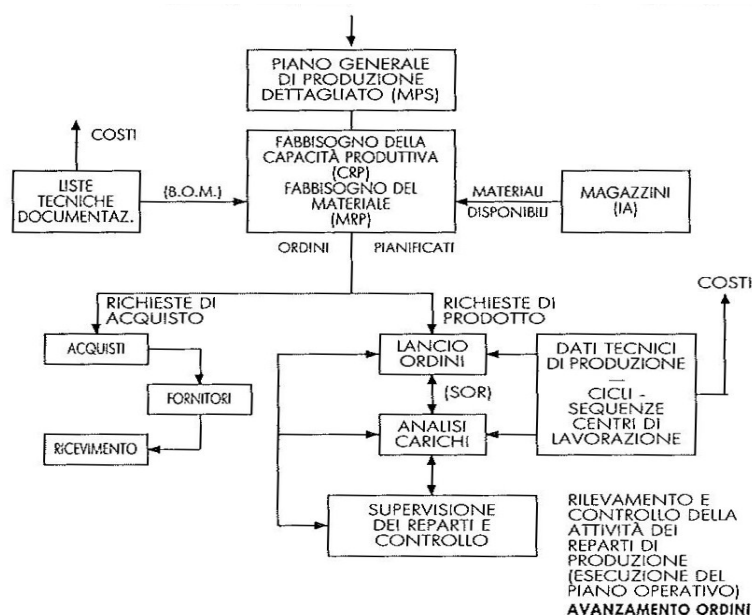 PIANO GENERALE
DI PRODUZIONE
DETTAGLIATO (MPS)
COSTI
LISTE
TECNICHE
DOCUMENTAZ.
(B.O.M.)
FABBISOGNO DELLA
CAPACITÀ PRODUTTIVA
(CRP)
FABBISOGNO DEL
MATERIALE
(MRP)
MATERIALI
DISPONIBILI
MAGAZZINI
(IA)
ORDINI PIANIFICATI
RICHIESTE DI
ACQUISTO
RICHIESTE DI
PRODOTTO
COSTI
ACQUISTI
FORNITORI
RICEVIMENTO
LANCIO
ORDINI
(SOR)
ANALISI
CARICHI
SUPERVISIONE
DEI REPARTI E
CONTROLLO
DATI TECNICI
DI PRODUZIONE
—
CICLI -
SEQUENZE
CENTRI DI
LAVORAZIONE
RILEVAMENTO E
CONTROLLO DELLA
ATTIVITÀ DEI
REPARTI DI
PRODUZIONE
(ESECUZIONE DEL
PIANO OPERATIVO)
AVANZAMENTO ORDINI